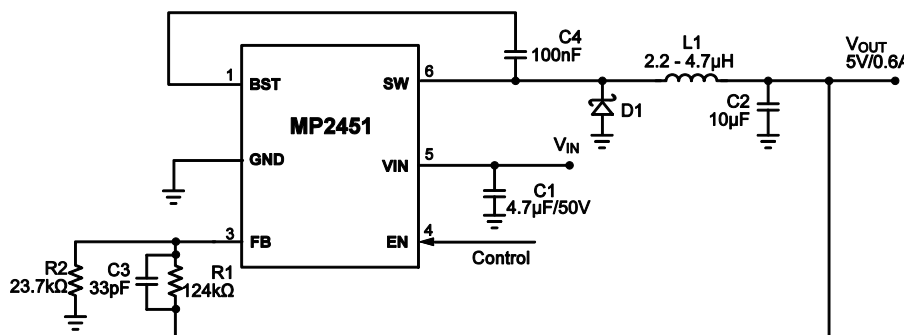 C4
100nF
L1
2.2 - 4.7µH
VOUT
5V/0.6A
1
BST
SW
6
MP2451
D1
C2
10µF
GND
VIN
5
VIN
C1
4.7µF/50V
3
FB
EN
4
Control
R2
23.7kΩ
C3
33pF
R1
124kΩ